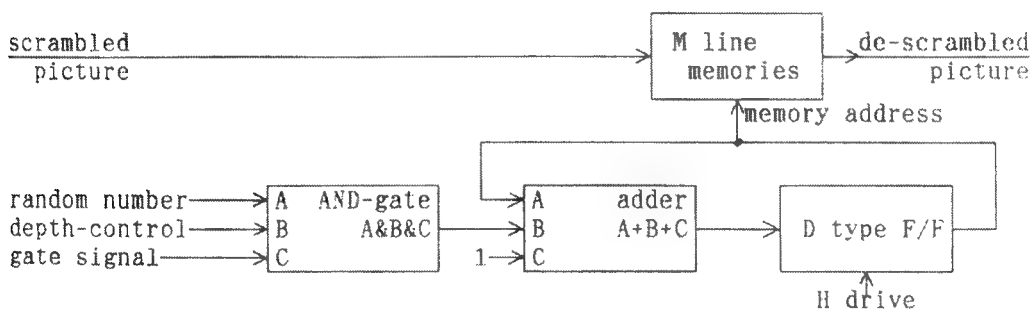 scrambled
picture
M line
memories
de-scrambled
picture
memory address
random number
depth-control
gate signal
A AND-gate
B A&B&C
C
1
A adder
B A+B+C
C
D type F/F
H drive